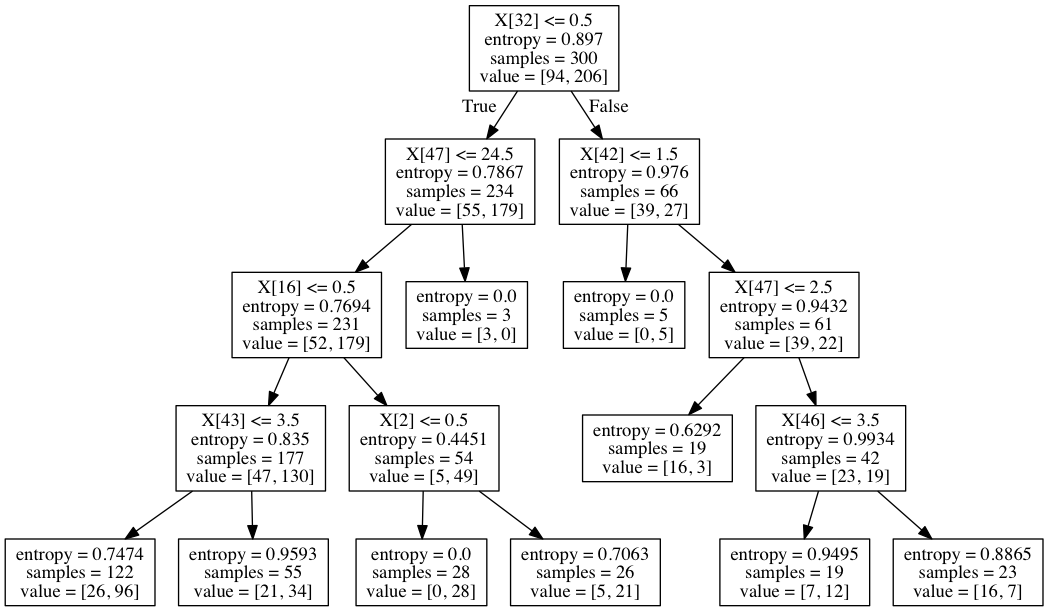 X[32] <= 0.5
entropy = 0.897
samples = 300
value = [94, 206]
True
False
X[47] <= 24.5
entropy = 0.7867
samples = 234
value = [55, 179]
X[42] <= 1.5
entropy = 0.976
samples = 66
value = [39, 27]
X[16] <= 0.5
entropy = 0.7694
samples = 231
value = [52, 179]
entropy = 0.0
samples = 3
value = [3, 0]
entropy = 0.0
samples = 5
value = [0, 5]
X[47] <= 2.5
entropy = 0.9432
samples = 61
value = [39, 22]
X[43] <= 3.5
entropy = 0.835
samples = 177
value = [47, 130]
X[2] <= 0.5
entropy = 0.4451
samples = 54
value = [5, 49]
entropy = 0.6292
samples = 19
value = [16, 3]
X[46] <= 3.5
entropy = 0.9934
samples = 42
value = [23, 19]
entropy = 0.7474
samples = 122
value = [26, 96]
entropy = 0.9593
samples = 55
value = [21, 34]
entropy = 0.0
samples = 28
value = [0, 28]
entropy = 0.7063
samples = 26
value = [5, 21]
entropy = 0.9495
samples = 19
value = [7, 12]
entropy = 0.8865
samples = 23
value = [16, 7]